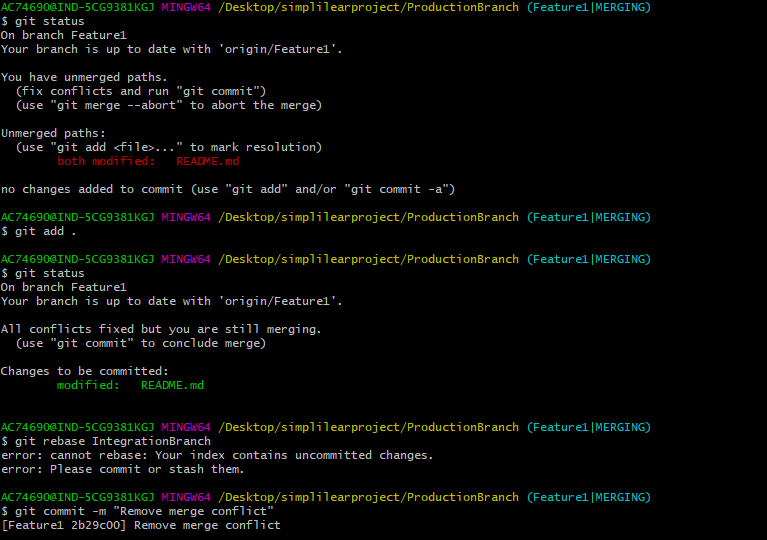 AC74690@IND-5CG9381KGJ MINGW64 /Desktop/simplilearproject/ProductionBranch (Feature1|MERGING)
$ git status
On branch Feature1
Your branch is up to date with 'origin/Feature1'.
You have unmerged paths.
(fix conflicts and run "git commit")
(use "git merge --abort" to abort the merge)
Unmerged paths:
(use "git add <file>..." to mark resolution)
both modified: README.md
no changes added to commit (use "git add" and/or "git commit -a")
AC74690@IND-5CG9381KGJ MINGW64 /Desktop/simplilearproject/ProductionBranch (Feature1|MERGING)
$ git add .
AC74690@IND-5CG9381KGJ MINGW64 /Desktop/simplilearproject/ProductionBranch (Feature1|MERGING)
$ git status
On branch Feature1
Your branch is up to date with 'origin/Feature1'.
All conflicts fixed but you are still merging.
(use "git commit" to conclude merge)
Changes to be committed:
modified: README.md
AC74690@IND-5CG9381KGJ MINGW64 /Desktop/simplilearproject/ProductionBranch (Feature1|MERGING)
$ git rebase IntegrationBranch
error: cannot rebase: Your index contains uncommitted changes.
error: Please commit or stash them.
AC74690@IND-5CG9381KGJ MINGW64 /Desktop/simplilearproject/ProductionBranch (Feature1|MERGING)
$ git commit -m "Remove merge conflict"
[Feature1 2b29c00] Remove merge conflict